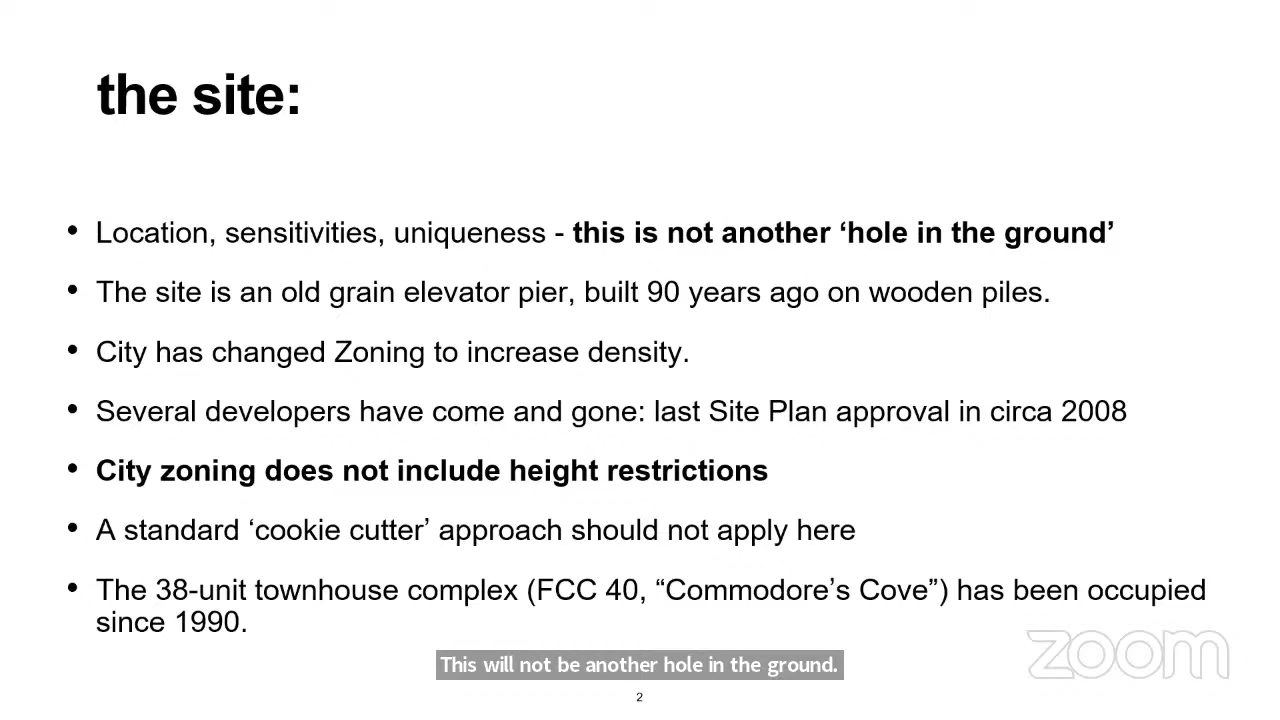 the site:
• Location, sensitivities, uniqueness - this is not another ‘hole in the ground’
• The site is an old grain elevator pier, built 90 years ago on wooden piles.
• City has changed Zoning to increase density.
• Several developers have come and gone: last Site Plan approval in circa 2008
• City zoning does not include height restrictions
• A standard ‘cookie cutter’ approach should not apply here
• The 38-unit townhouse complex (FCC 40, “Commodore’s Cove”) has been occupied
since 1990.
zoom
This will not be another hole in the ground.
2